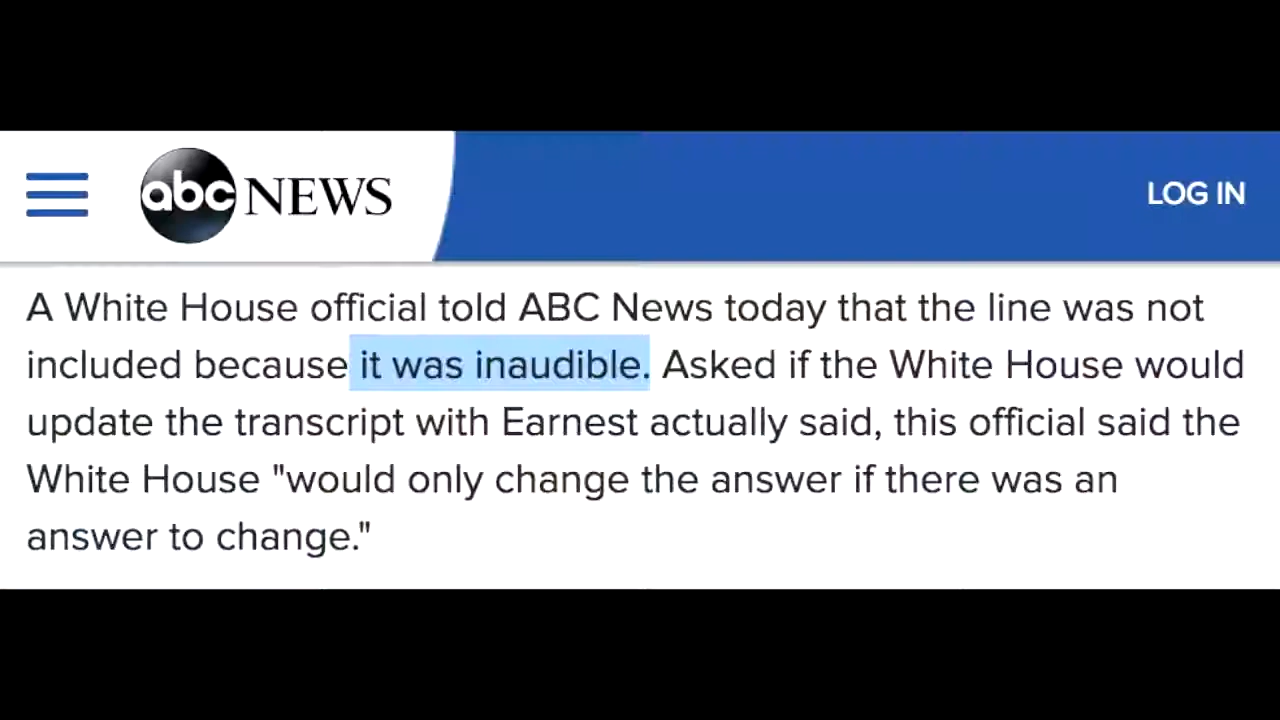 abc NEWS
LOG IN
A White House official told ABC News today that the line was not
included because it was inaudible. Asked if the White House would
update the transcript with Earnest actually said, this official said the
White House "would only change the answer if there was an
answer to change."